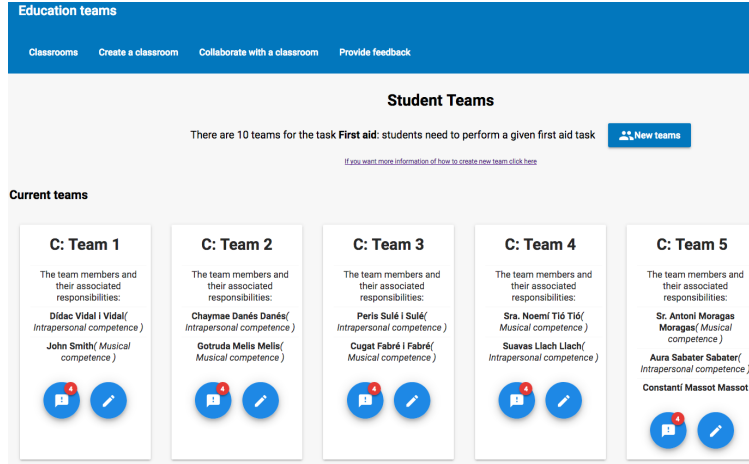 Education teams
Classrooms Create a classroom Collaborate with a classroom Provide feedback
Student Teams
There are 10 teams for the task First aid: students need to perform a given first aid task New teams
If you want more information of how to create new team click here
Current teams
C: Team 1
The team members and
their associated
responsibilities:
Dídac Vidal i Vidal(
Intrapersonal competence )
John Smith( Musical
competence )
4
C: Team 2
The team members and
their associated
responsibilities:
Chaymae Danés Danés(
Intrapersonal competence )
Gotruda Melis Melis(
Musical competence )
4
C: Team 3
The team members and
their associated
responsibilities:
Peris Sulé i Sulé(
Intrapersonal competence )
Cugat Fabré i Fabré(
Musical competence )
4
C: Team 4
The team members and
their associated
responsibilities:
Sra. Noemí Tió Tió(
Musical competence )
Suavas Llach Llach(
Intrapersonal competence )
4
C: Team 5
The team members and
their associated
responsibilities:
Sr. Antoni Moragas
Moragas( Musical
competence )
Aura Sabater Sabater(
Intrapersonal competence )
Constantí Massot Massot
4